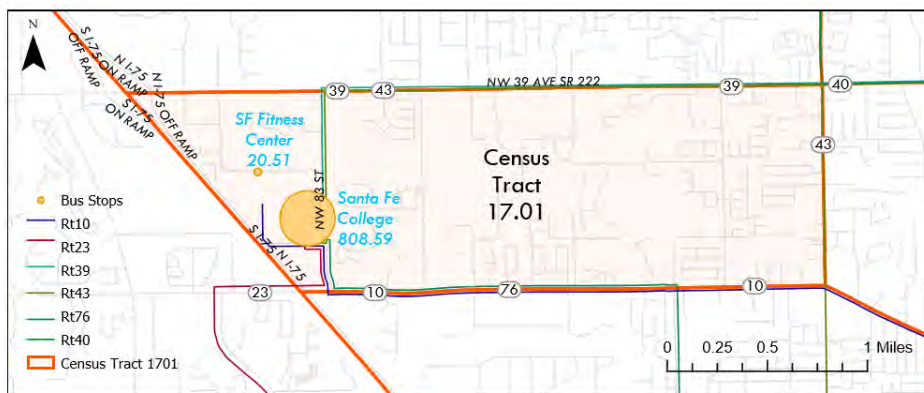 N
S I-75 ON RAMP
OFF RAMP
N I-75
N I-75 OFF RAMP
S I-75
ON RAMP
39
43
NW 39 AVE SR 222
39
40
43
SF Fitness
Center
20.51
NW 83 ST
Census
Tract
17.01
Santa Fe
College
808.59
S I-75
N I-75
23
10
76
10
Bus Stops
Rt10
Rt23
Rt39
Rt43
Rt76
Rt40
Census Tract 1701
0 0.25 0.5 1 Miles